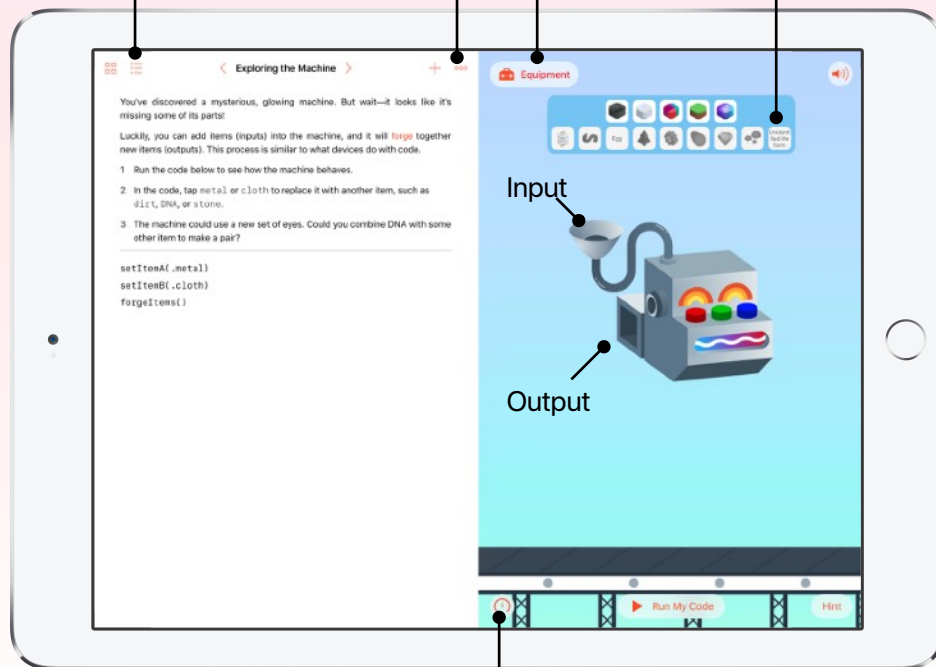 Exploring the Machine
You've discovered a mysterious, glowing machine. But wait—it looks like it's
missing some of its parts!
Luckily, you can add items (inputs) into the machine, and it will forge together
new items (outputs). This process is similar to what devices do with code.
1 Run the code below to see how the machine behaves.
2 In the code, tap metal or cloth to replace it with another item, such as
dirt, DNA, or stone.
3 The machine could use a new set of eyes. Could you combine DNA with some
other item to make a pair?
setItemA(.metal)
setItemB(.cloth)
forgeItems()
Equipment
Egg
Unidenti
fied life
form
Input
Output
Run My Code
Hint